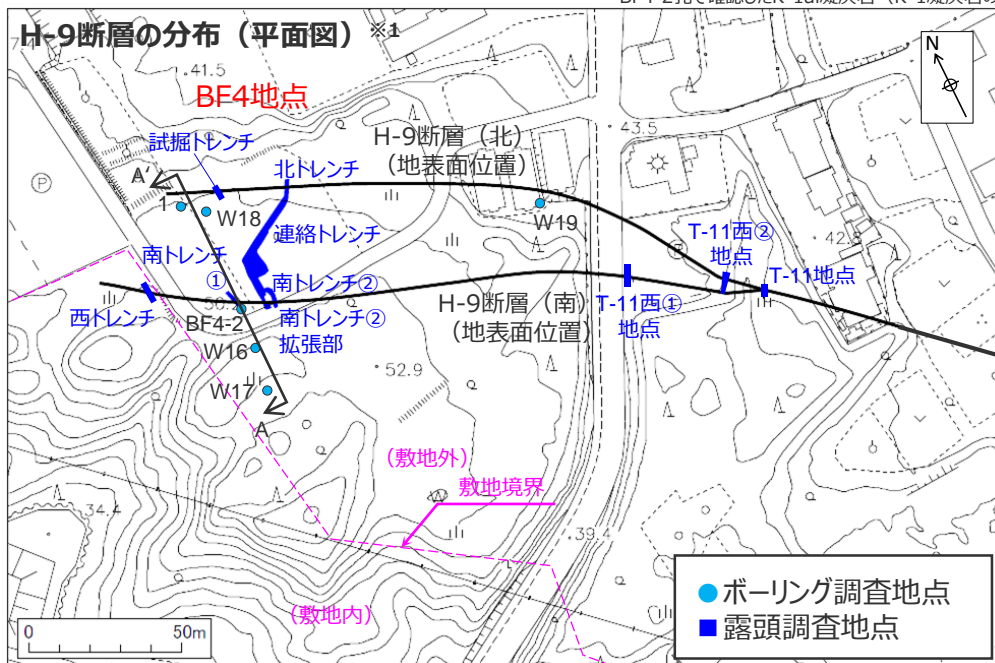 H-9断層の分布（平面図）※1
41.5
BF4地点
N
43.5
H-9断層（北）
（地表面位置）
試掘トレンチ
北トレンチ
A'
P
1
W18
W19
連絡トレンチ
T-11西②
地点
42.8
南トレンチ
①
南トレンチ②
T-11地点
H-9断層（南）
（地表面位置）
T-11西①
地点
西トレンチ
BF4-2
南トレンチ②
拡張部
W16
52.9
W17
A
（敷地外）
敷地境界
34.4
39.4
（敷地内）
0 50m
ボーリング調査地点
露頭調査地点